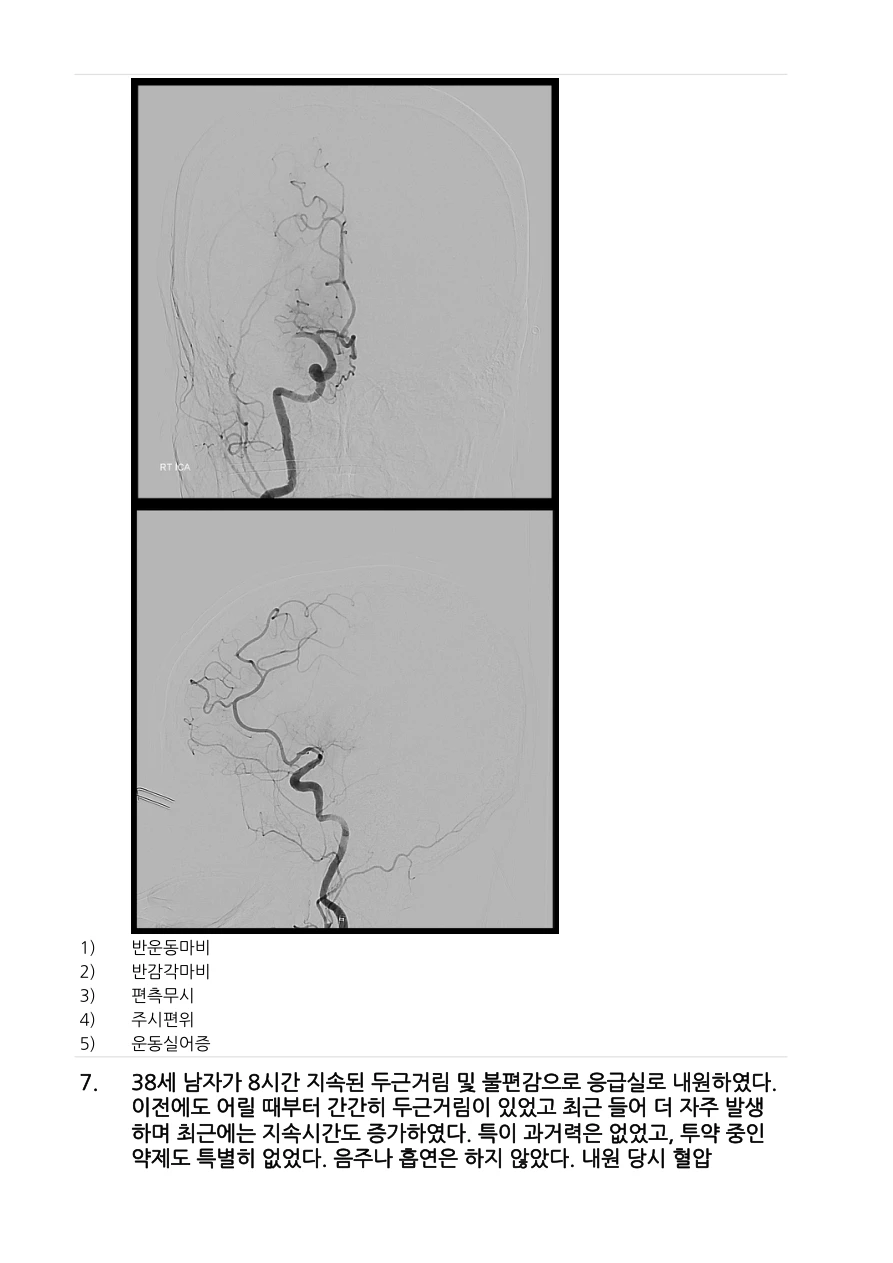 RT ICA
1) 반운동마비
2) 반감각마비
3) 편측무시
4) 주시편위
5) 운동실어증
7. 38세 남자가 8시간 지속된 두근거림 및 불편감으로 응급실로 내원하였다.
이전에도 어릴 때부터 간간히 두근거림이 있었고 최근 들어 더 자주 발생
하며 최근에는 지속시간도 증가하였다. 특이 과거력은 없었고, 투약 중인
약제도 특별히 없었다. 음주나 흡연은 하지 않았다. 내원 당시 혈압